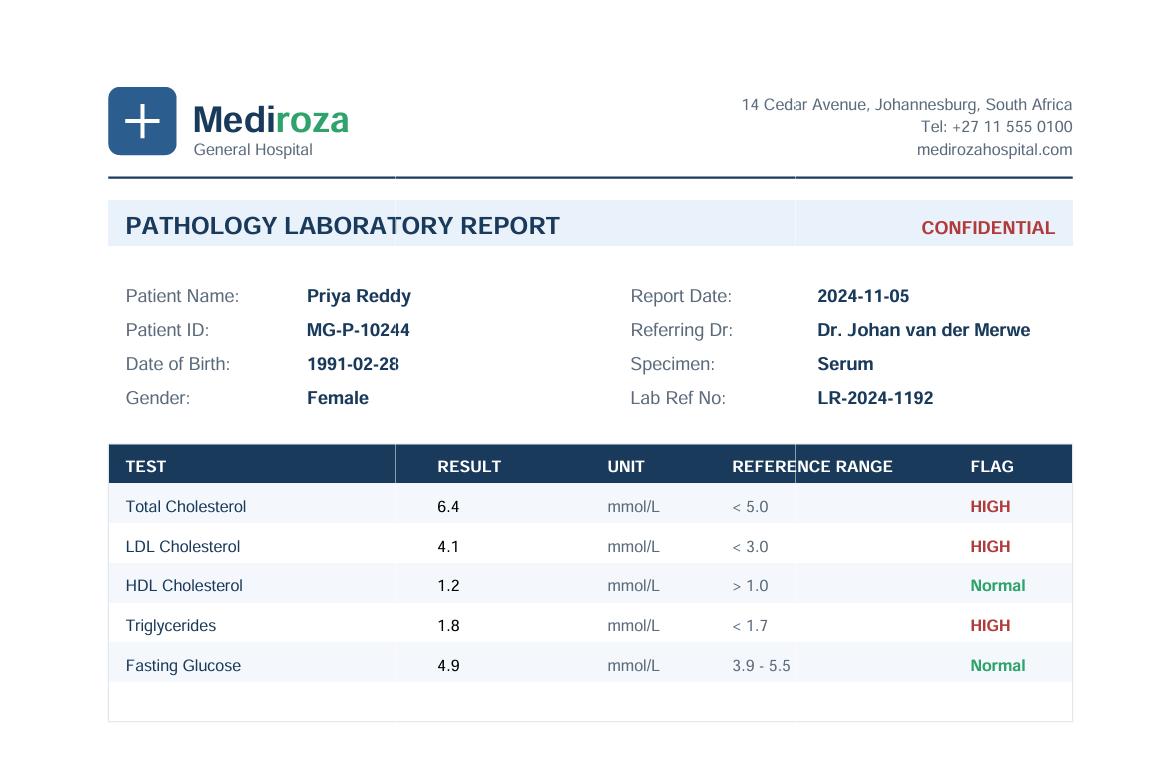 Mediroza
General Hospital
14 Cedar Avenue, Johannesburg, South Africa
Tel: +27 11 555 0100
medirozahospital.com
PATHOLOGY LABORATORY REPORT CONFIDENTIAL
Patient Name: Priya Reddy Report Date: 2024-11-05
Patient ID: MG-P-10244 Referring Dr: Dr. Johan van der Merwe
Date of Birth: 1991-02-28 Specimen: Serum
Gender: Female Lab Ref No: LR-2024-1192
TEST RESULT UNIT REFERENCE RANGE FLAG
Total Cholesterol 6.4 mmol/L < 5.0 HIGH
LDL Cholesterol 4.1 mmol/L < 3.0 HIGH
HDL Cholesterol 1.2 mmol/L > 1.0 Normal
Triglycerides 1.8 mmol/L < 1.7 HIGH
Fasting Glucose 4.9 mmol/L 3.9 - 5.5 Normal